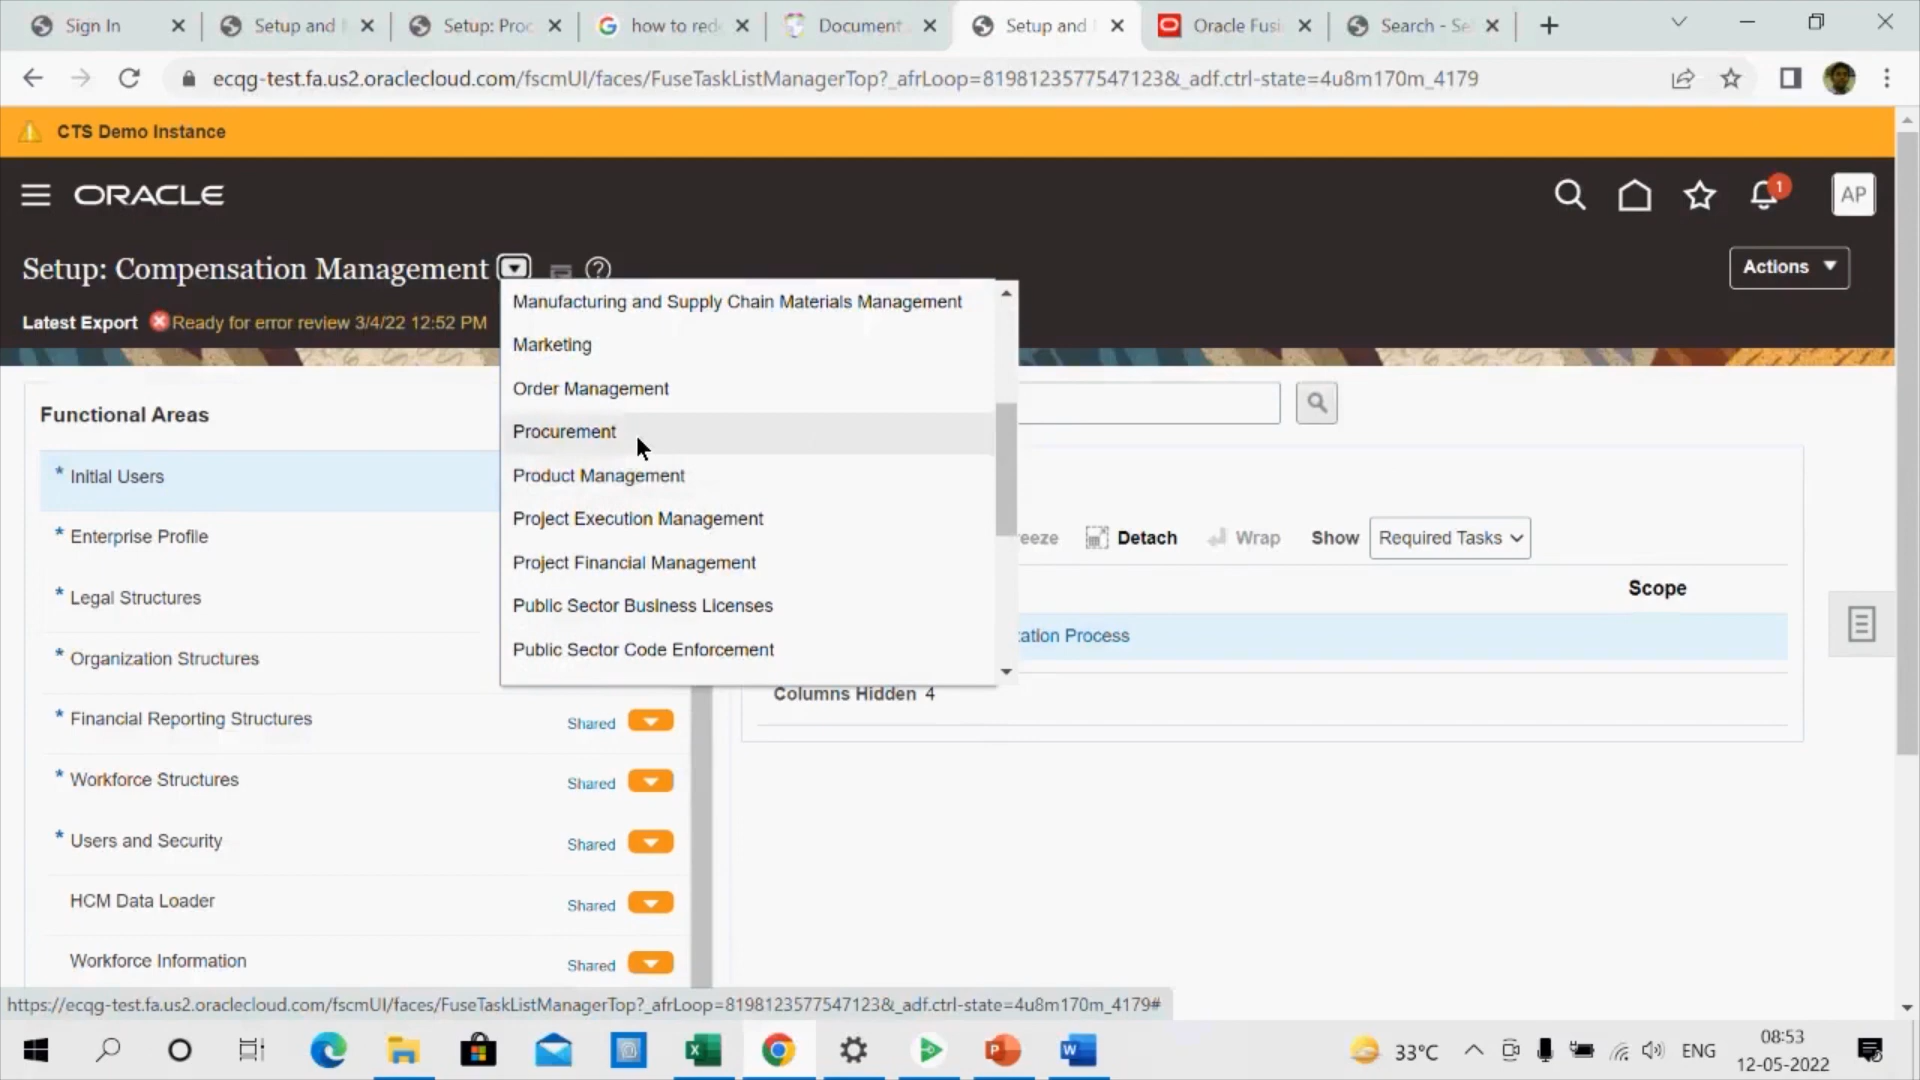 Sign In
Setup and
Setup: Proc
how to red
Document
Setup and
Oracle Fusi
Search - Se
ecqg-test.fa.us2.oraclecloud.com/fscmUI/faces/FuseTaskListManagerTop?_afrLoop=8198123577547123&_adf.ctrl-state=4u8m170m_4179
CTS Demo Instance
ORACLE
1
AP
Setup: Compensation Management
Actions
Latest Export Ready for error review 3/4/22 12:52 PM
Manufacturing and Supply Chain Materials Management
Marketing
Order Management
Procurement
Product Management
Project Execution Management
Project Financial Management
Public Sector Business Licenses
Public Sector Code Enforcement
Functional Areas
* Initial Users
* Enterprise Profile
* Legal Structures
* Organization Structures
* Financial Reporting Structures Shared
* Workforce Structures Shared
* Users and Security Shared
HCM Data Loader Shared
Workforce Information Shared
eeze Detach Wrap Show Required Tasks
Scope
tation Process
Columns Hidden 4
https://ecqg-test.fa.us2.oraclecloud.com/fscmUI/faces/FuseTaskListManagerTop?_afrLoop=8198123577547123&_adf.ctrl-state=4u8m170m_4179#
33°C
ENG
08:53
12-05-2022